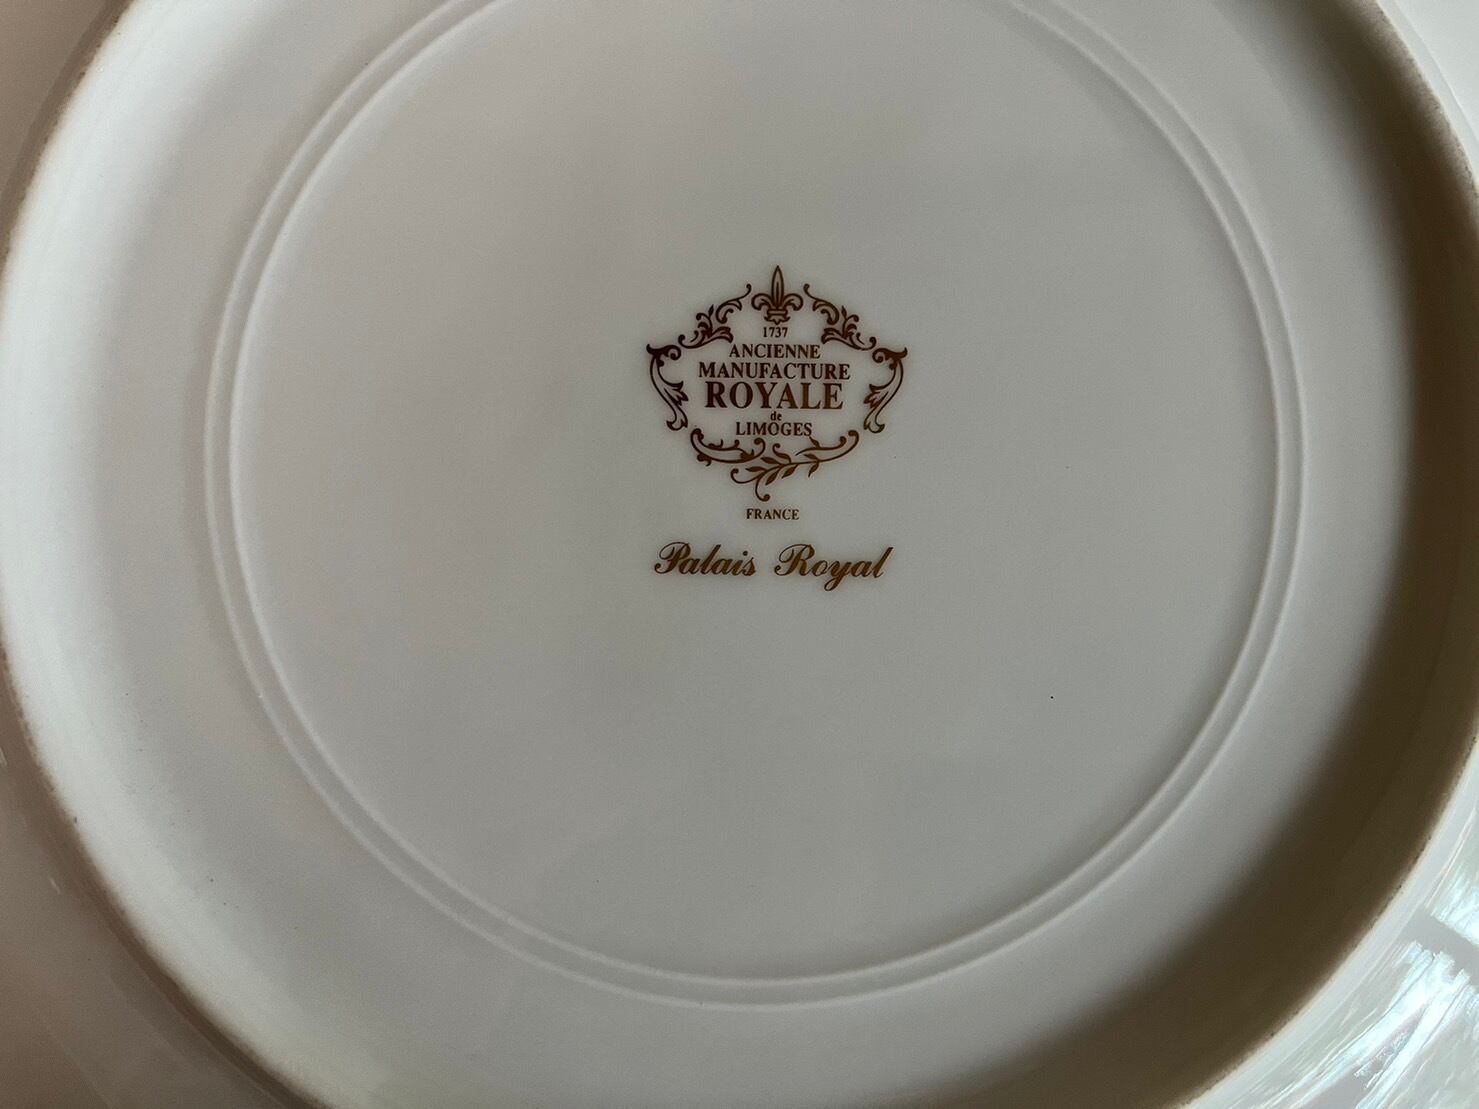 1737
ANCIENNE
MANUFACTURE
ROYALE
de
LIMOGES
FRANCE
Palais Royal